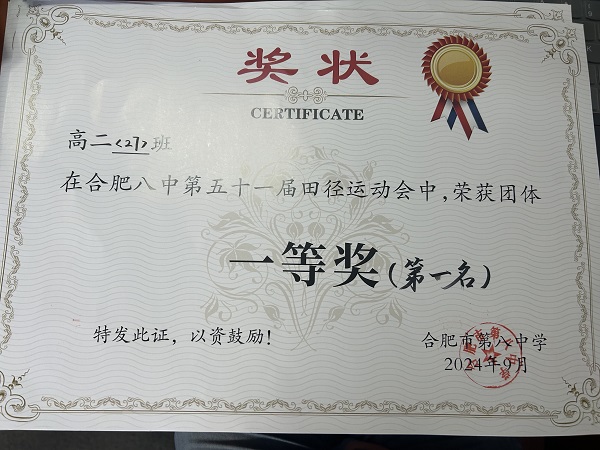 奖状
CERTIFICATE
高二<27>班
在合肥八中第五十一届田径运动会中,荣获团体
一等奖(第一名)
特发此证，以资鼓励！
合肥市第八中学
2024年9月